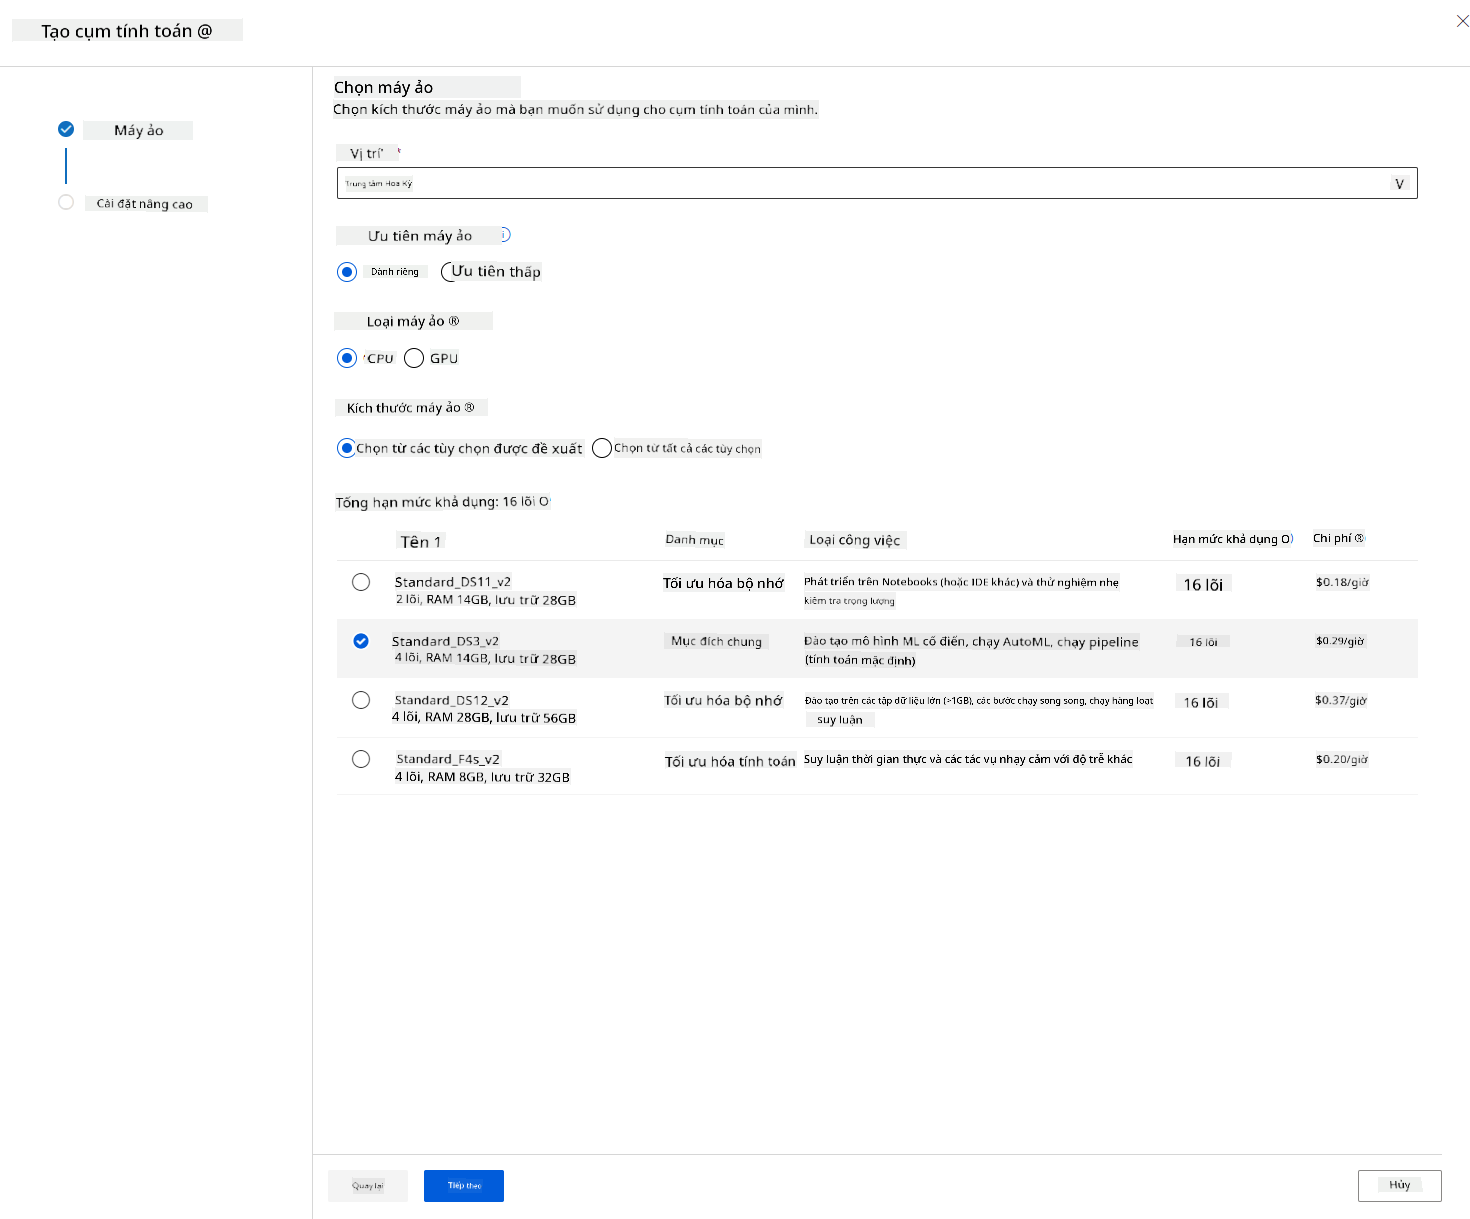 Tạo cụm tính toán @
Máy ảo
Cài đặt nâng cao
Chọn máy ảo
Chọn kích thước máy ảo mà bạn muốn sử dụng cho cụm tính toán của mình.
Vị trí *
Trung tâm Hoa Kỳ
V
Ưu tiên máy ảo
Dành riêng
Ưu tiên thấp
Loại máy ảo ®
CPU
GPU
Kích thước máy ảo ®
Chọn từ các tùy chọn được đề xuất
Chọn từ tất cả các tùy chọn
Tổng hạn mức khả dụng: 16 lõi O
Tên 1
Danh mục
Loại công việc
Hạn mức khả dụng O
Chi phí ®
Standard_DS11_v2
2 lõi, RAM 14GB, lưu trữ 28GB
Tối ưu hóa bộ nhớ
Phát triển trên Notebooks (hoặc IDE khác) và thử nghiệm nhẹ
kiểm tra trọng lượng
16 lõi
$0.18/giờ
Standard_DS3_v2
4 lõi, RAM 14GB, lưu trữ 28GB
Mục đích chung
Đào tạo mô hình ML cổ điển, chạy AutoML, chạy pipeline
(tính toán mặc định)
16 lõi
$0.29/giờ
Standard_DS12_v2
4 lõi, RAM 28GB, lưu trữ 56GB
Tối ưu hóa bộ nhớ
Đào tạo trên các tập dữ liệu lớn (>1GB), các bước chạy song song, chạy hàng loạt
suy luận
16 lõi
$0.37/giờ
Standard_F4s_v2
4 lõi, RAM 8GB, lưu trữ 32GB
Tối ưu hóa tính toán
Suy luận thời gian thực và các tác vụ nhạy cảm với độ trễ khác
16 lõi
$0.20/giờ
Quay lại
Tiếp theo
Hủy